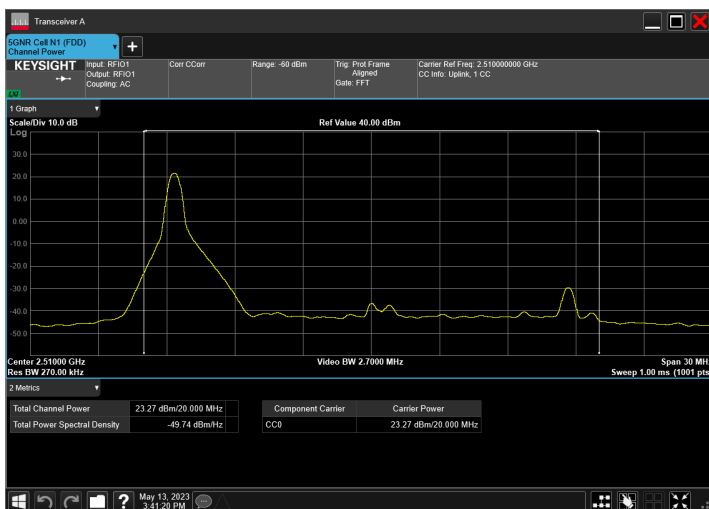 Transceiver A
5GNR Cell N1 (FDD)
Channel Power
+
KEYSIGHT
LXI
Input: RFIO1
Output: RFIO1
Coupling: AC
Corr CCorr
Range: -60 dBm
Trig: Prot Frame
Aligned
Gate: FFT
Carrier Ref Freq: 2.510000000 GHz
CC Info: Uplink, 1 CC
1 Graph
Scale/Div 10.0 dB
Ref Value 40.00 dBm
Log
30.0
20.0
10.0
0.00
-10.0
-20.0
-30.0
-40.0
-50.0
Center 2.51000 GHz
Video BW 2.7000 MHz
Span 30 MH
Res BW 270.00 kHz
Sweep 1.00 ms (1001 pts
2 Metrics
Total Channel Power 23.27 dBm/20.000 MHz
Total Power Spectral Density -49.74 dBm/Hz
Component Carrier Carrier Power
CC0 23.27 dBm/20.000 MHz
?
May 13, 2023
3:41:20 PM